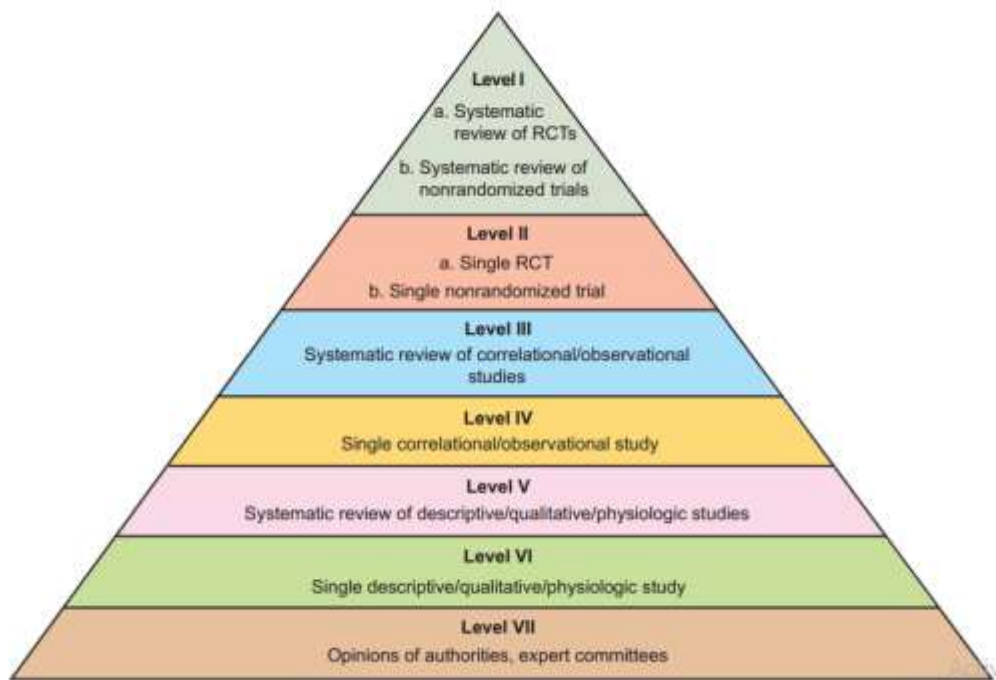 Level I
a. Systematic
review of RCTs
b. Systematic review of
nonrandomized trials
Level II
a. Single RCT
b. Single nonrandomized trial
Level III
Systematic review of correlational/observational
studies
Level IV
Single correlational/observational study
Level V
Systematic review of descriptive/qualitative/physiologic studies
Level VI
Single descriptive/qualitative/physiologic study
Level VII
Opinions of authorities, expert committees